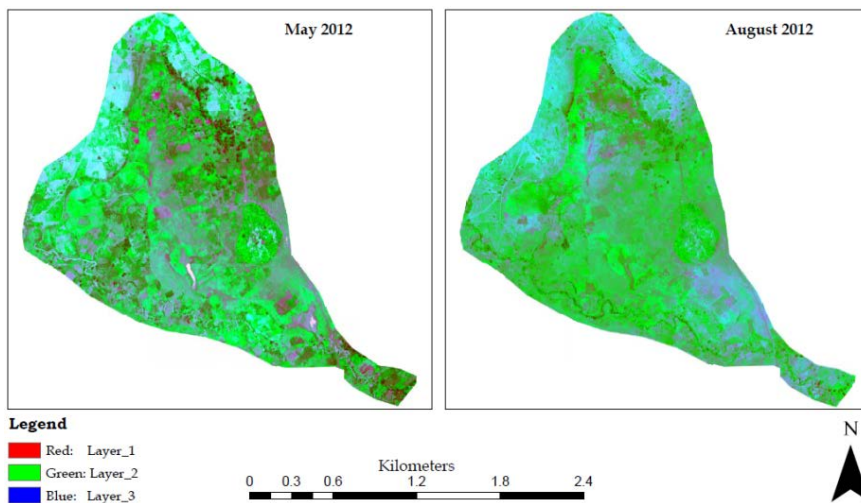 May 2012
August 2012
Legend
Red: Layer_1
Green: Layer_2
Blue: Layer_3
Kilometers
0 0.3 0.6 1.2 1.8 2.4
N